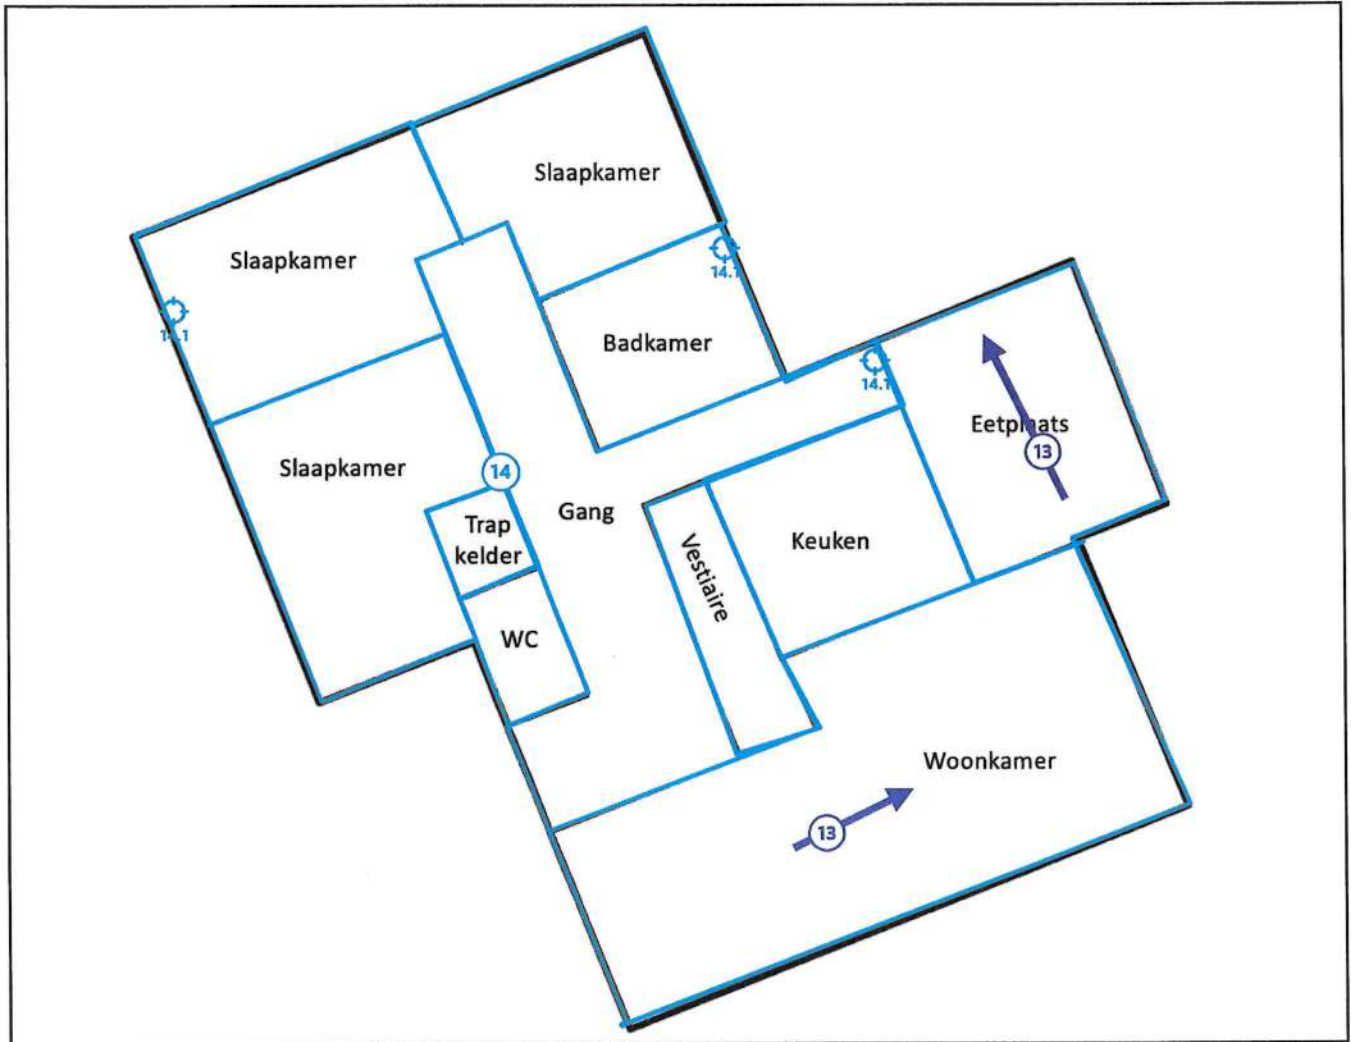 Slaapkamer
Slaapkamer
14.1
14.1
Badkamer
14.1
Eetplaats
13
Slaapkamer
14
Gang
Trap
kelder
Keuken
Vestiaire
WC
Woonkamer
13